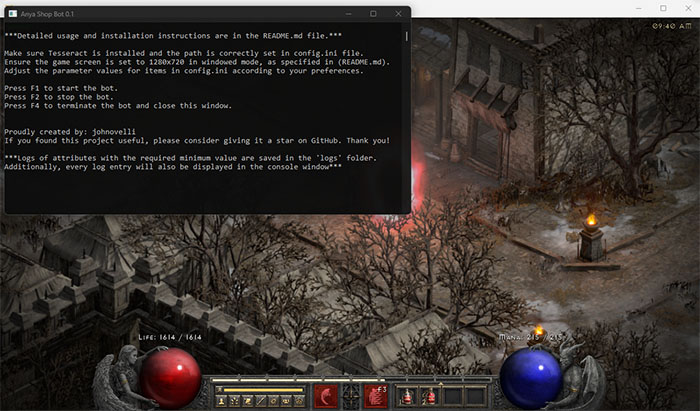 Anya Shop Bot 0.1
***Detailed usage and installation instructions are in the README.md file.***
Make sure Tesseract is installed and the path is correctly set in config.ini file.
Ensure the game screen is set to 1280x720 in windowed mode, as specified in (README.md).
Adjust the parameter values for items in config.ini according to your preferences.
Press F1 to start the bot.
Press F2 to stop the bot.
Press F4 to terminate the bot and close this window.
Proudly created by: johnovelli
If you found this project useful, please consider giving it a star on GitHub. Thank you!
***Logs of attributes with the required minimum value are saved in the `logs` folder.
Additionally, every log entry will also be displayed in the console window***
09:40 AM
Life: 1614 / 1614
Mana: 215 / 215
F3